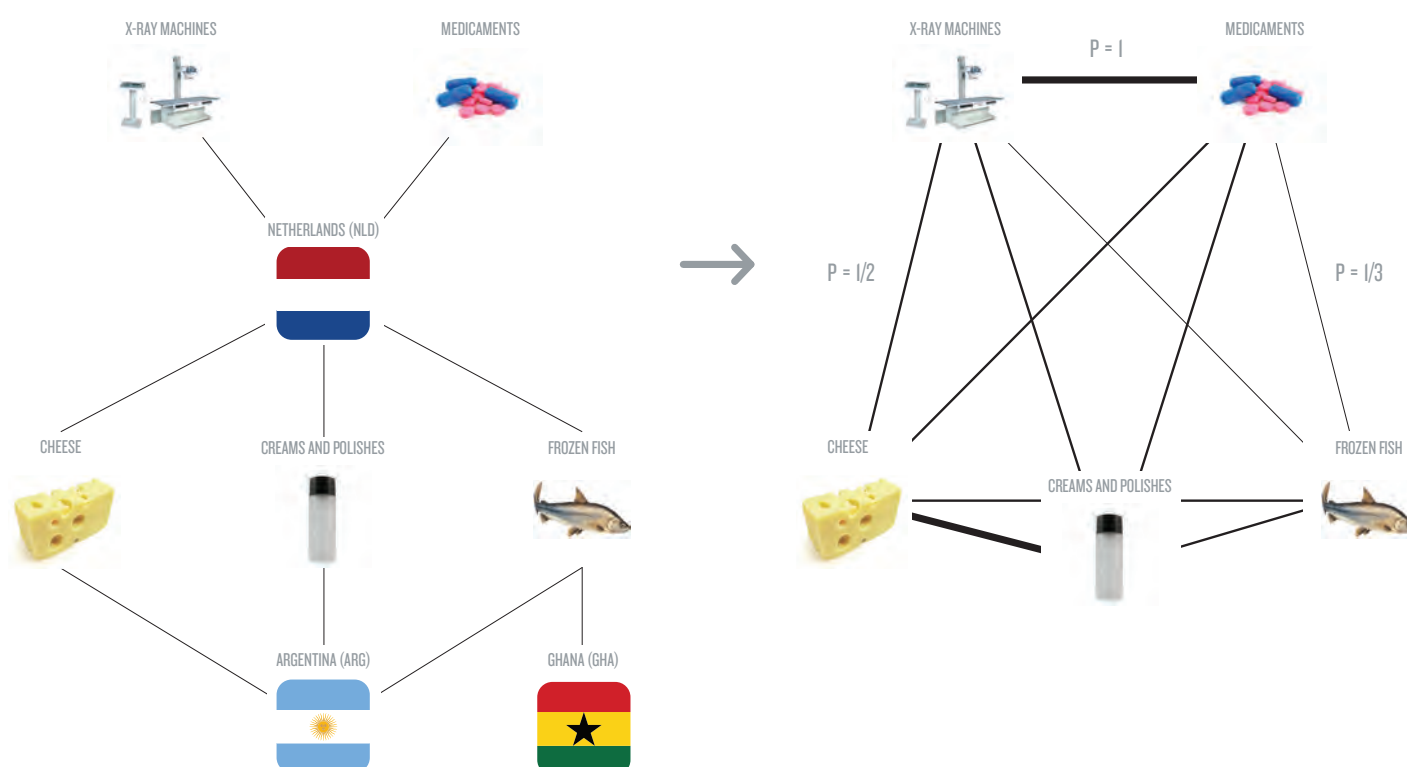 X-RAY MACHINES
MEDICAMENTS
NETHERLANDS (NLD)
CHEESE
CREAMS AND POLISHES
FROZEN FISH
ARGENTINA (ARG)
GHANA (GHA)
X-RAY MACHINES
P = 1
MEDICAMENTS
P = 1/2
P = 1/3
CHEESE
FROZEN FISH
CREAMS AND POLISHES